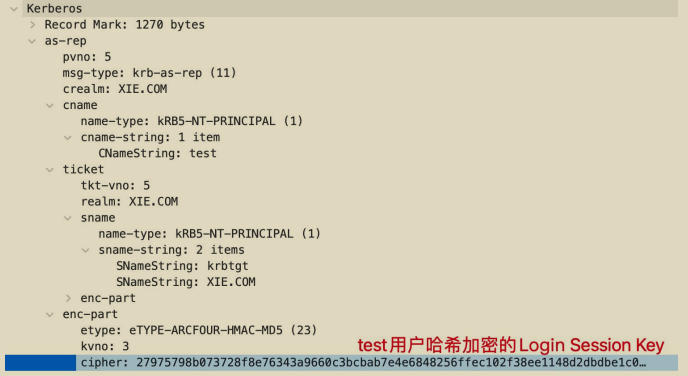 Kerberos
Record Mark: 1270 bytes
as-rep
pvno: 5
msg-type: krb-as-rep (11)
crealm: XIE.COM
cname
name-type: kRB5-NT-PRINCIPAL (1)
cname-string: 1 item
CNameString: test
ticket
tkt-vno: 5
realm: XIE.COM
sname
name-type: kRB5-NT-PRINCIPAL (1)
sname-string: 2 items
SNameString: krbtgt
SNameString: XIE.COM
enc-part
enc-part
etype: eTYPE-ARCFOUR-HMAC-MD5 (23)
kvno: 3
test用户哈希加密的Login Session Key
cipher: 27975798b073728f8e76343a9660c3bcbab7e4e6848256ffec102f38ee1148d2dbdbe1c0…